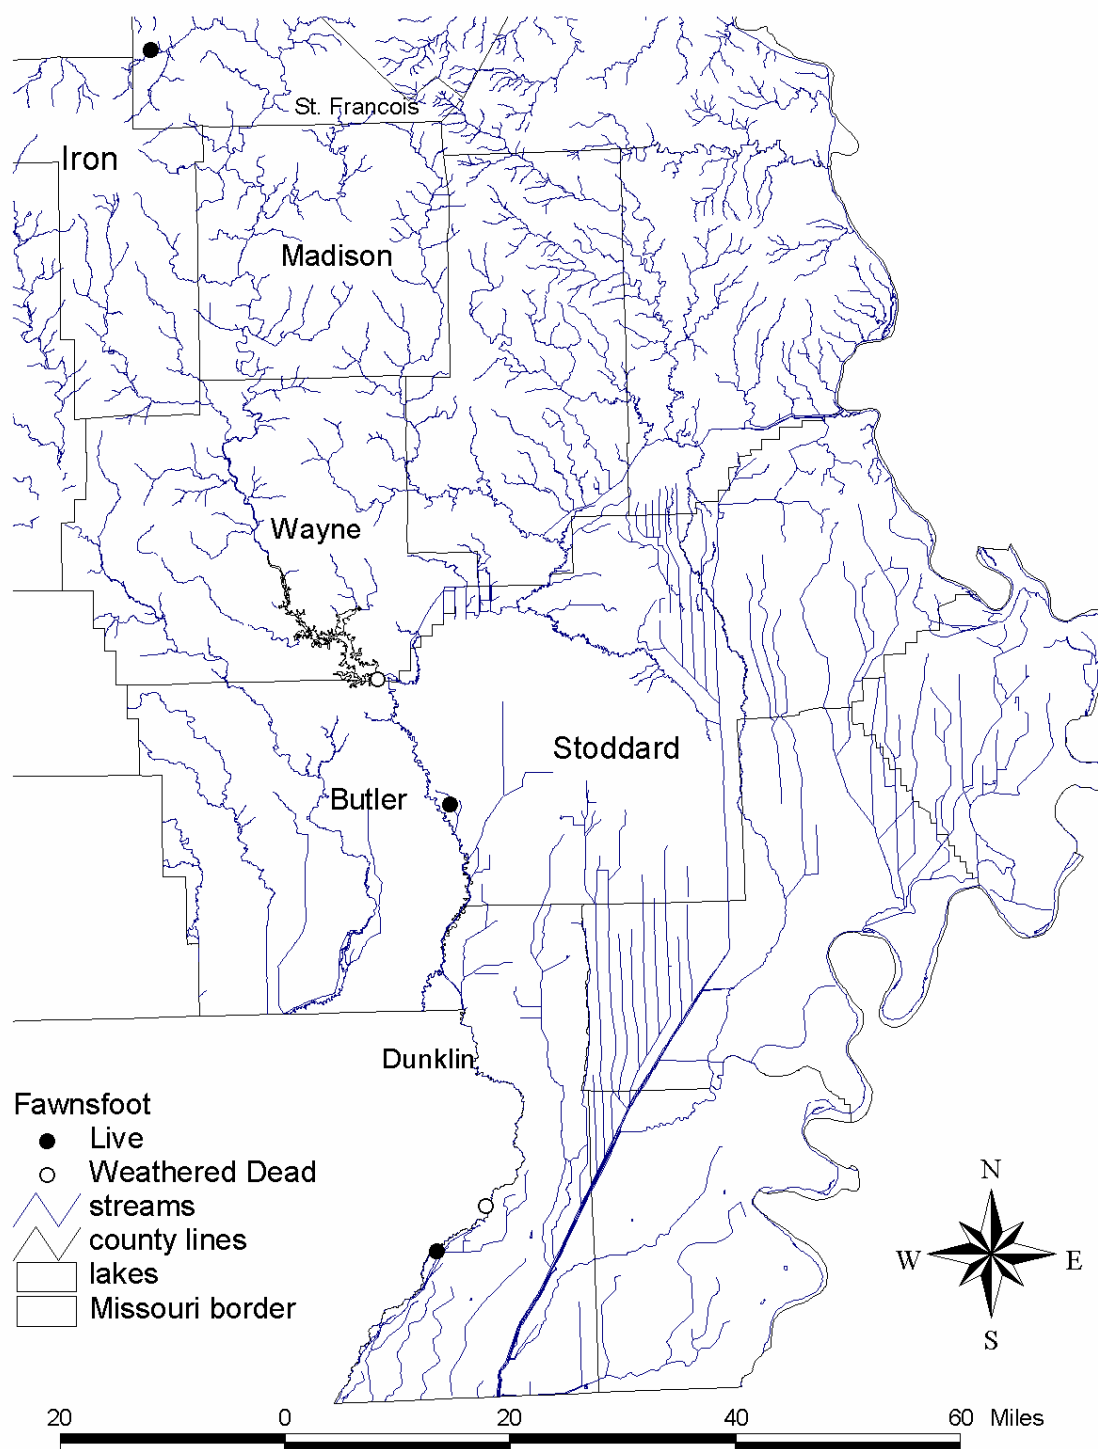 St. Francois
Iron
Madison
Wayne
Stoddard
Butler
Dunklin
Fawnsfoot
Live
Weathered Dead
streams
county lines
lakes
Missouri border
N
W E
S
20 0 20 40 60 Miles